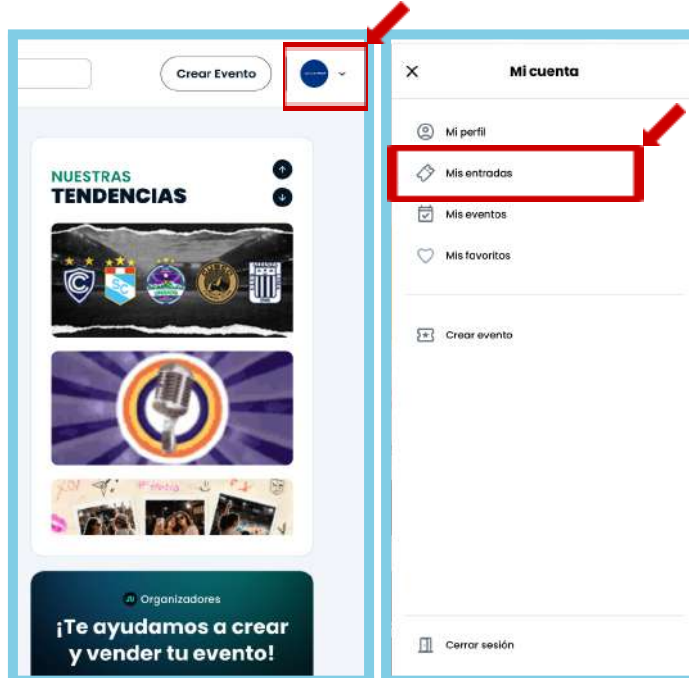 Crear Evento
NUESTRAS
TENDENCIAS
SC
Organizadores
¡Te ayudamos a crear
y vender tu evento!
Mi cuenta
Mi perfil
Mis entradas
Mis eventos
Mis favoritos
Crear evento
Cerrar sesión